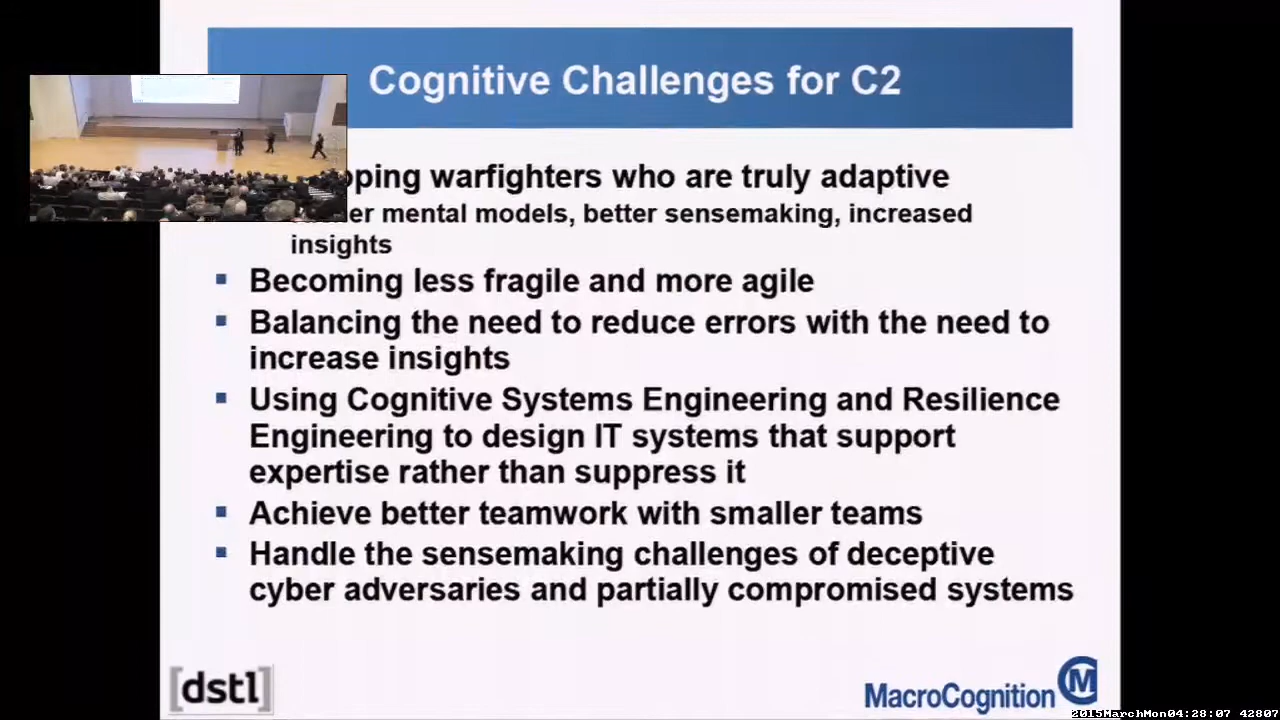 Cognitive Challenges for C2
oping warfighters who are truly adaptive
er mental models, better sensemaking, increased
insights
Becoming less fragile and more agile
Balancing the need to reduce errors with the need to
increase insights
Using Cognitive Systems Engineering and Resilience
Engineering to design IT systems that support
expertise rather than suppress it
Achieve better teamwork with smaller teams
Handle the sensemaking challenges of deceptive
cyber adversaries and partially compromised systems
[dstl]
MacroCognition M
2015MarchMon04:28:07 42807